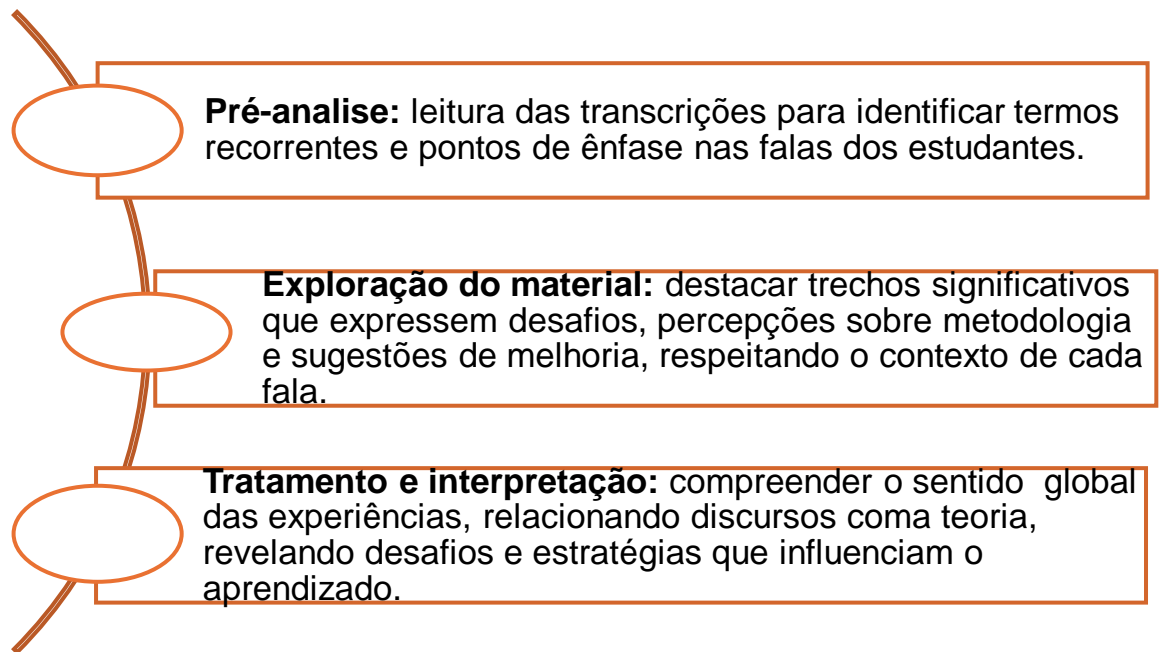 Pré-analise: leitura das transcrições para identificar termos
recorrentes e pontos de ênfase nas falas dos estudantes.
Exploração do material: destacar trechos significativos
que expressem desafios, percepções sobre metodologia
e sugestões de melhoria, respeitando o contexto de cada
fala.
Tratamento e interpretação: compreender o sentido  global
das experiências, relacionando discursos coma teoria,
revelando desafios e estratégias que influenciam o
aprendizado.